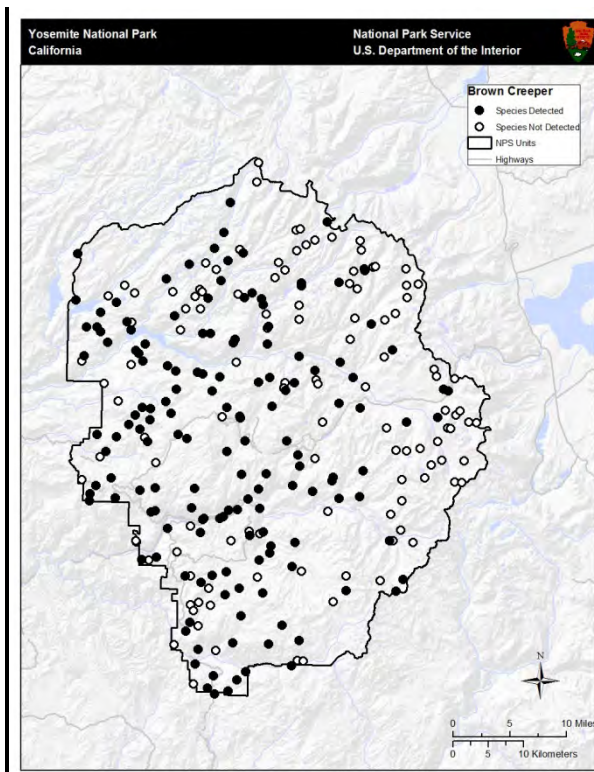 Yosemite National Park
California
National Park Service
U.S. Department of the Interior
Brown Creeper
Species Detected
Species Not Detected
NPS Units
Highways
N
0 5 10 Miles
0 5 10 Kilometers